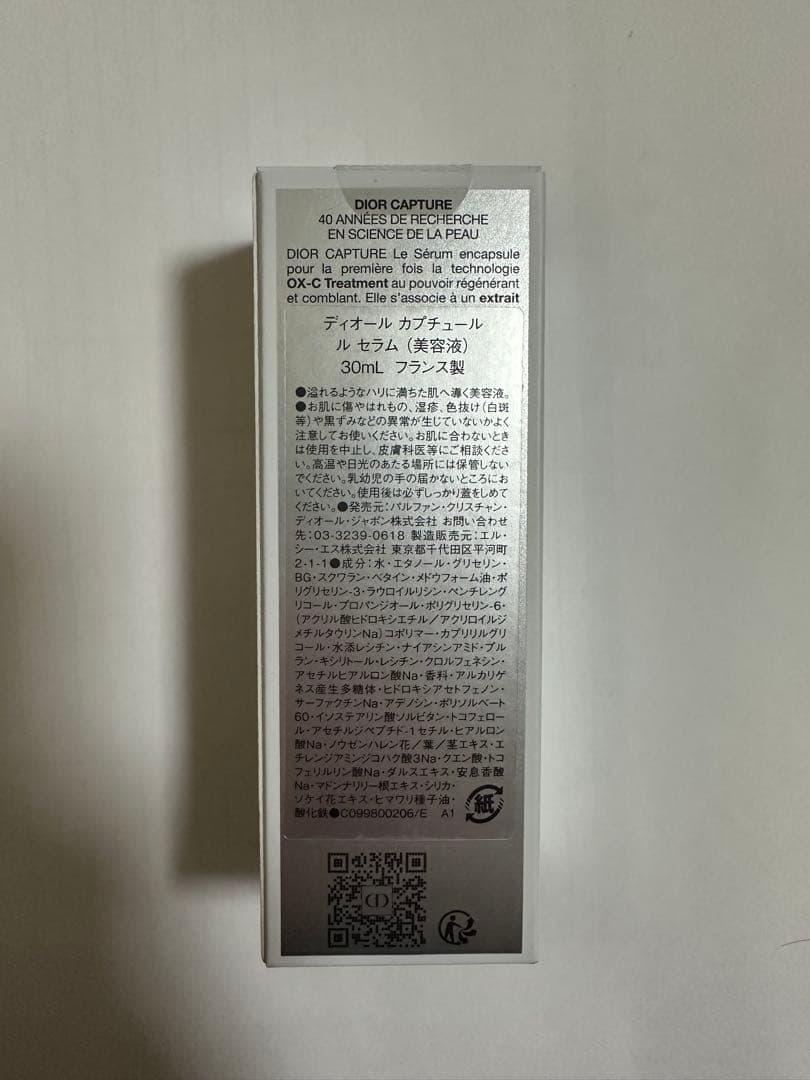 DIOR CAPTURE
40 ANNÉES DE RECHERCHE
EN SCIENCE DE LA PEAU
DIOR CAPTURE Le Sérum encapsule
pour la première fois la technologie
OX-C Treatment au pouvoir régénérant
et comblant. Elle s'associe à un extrait
ディオール カプチュール
ル セラム（美容液）
30mL フランス製
●溢れるようなハリに満ちた肌へ導く美容液。
●お肌に傷やはれもの、湿疹、色抜け（白斑
等）や黒ずみなどの異常が生じていないかよく
注意してお使いください。お肌に合わないとき
は使用を中止し、皮膚科医等にご相談くださ
い。高温や日光のあたる場所には保管しない
でください。乳幼児の手の届かないところにお
いてください。使用後は必ずしっかり蓋をしめて
ください。●発売元：パルファン・クリスチャン・
ディオール・ジャポン株式会社 お問い合わせ
先：03-3239-0618 製造販売元：エル・
シー・エス株式会社 東京都千代田区平河町
2-1-1●成分：水・エタノール・グリセリン・
BG・スクワラン・ベタイン・メドウフォーム油・ポ
リグリセリン-3・ラウロイルリシン・ペンチレング
リコール・プロパンジオール・ポリグリセリン-6・
（アクリル酸ヒドロキシエチル／アクリロイルジ
メチルタウリンNa）コポリマー・カプリリルグリ
コール・水添レシチン・ナイアシンアミド・プル
ラン・キシリトール・レシチン・クロルフェネシン・
アセチルヒアルロン酸Na・香料・アルカリゲ
ネス産生多糖体・ヒドロキシアセトフェノン・
サーファクチンNa・アデノシン・ポリソルベート
60・イソステアリン酸ソルビタン・トコフェロー
ル・アセチルジペプチド-1セチル・ヒアルロン
酸Na・ノウゼンハレン花／葉／茎エキス・エ
チレンジアミンジコハク酸3Na・クエン酸・トコ
フェリルリン酸Na・ダルスエキス・安息香酸
Na・マドンナリリー根エキス・シリカ・
ソケイ花エキス・ヒマワリ種子油・
酸化鉄●C099800206/E A1
紙
CD